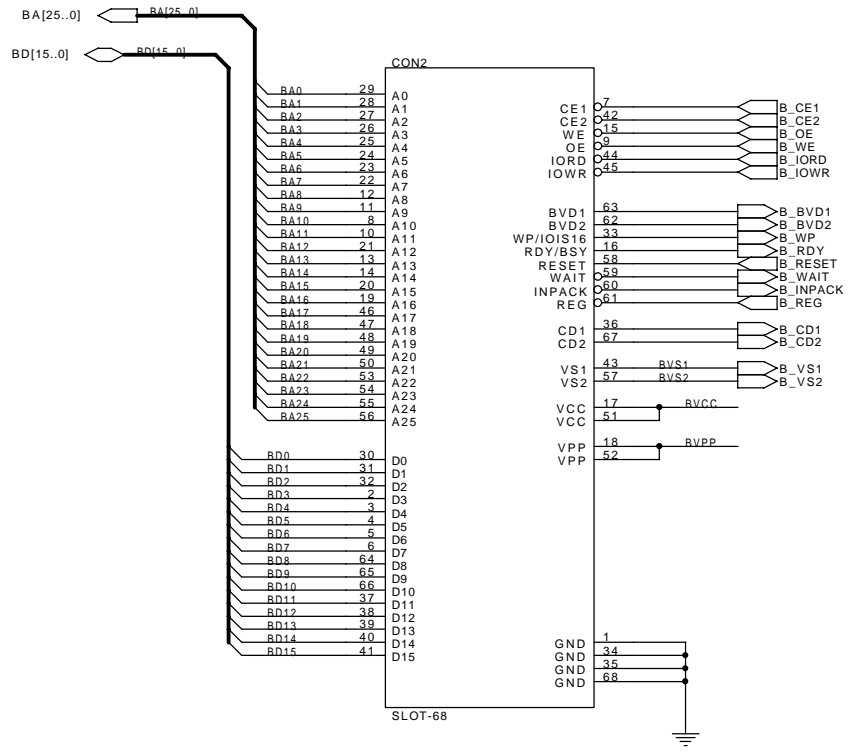 BA[25..0] BA[25..0]
BD[15..0] BD[15..0]
CON2
BA0 29 A0
BA1 28 A1
BA2 27 A2
BA3 26 A3
BA4 25 A4
BA5 24 A5
BA6 23 A6
BA7 22 A7
BA8 12 A8
BA9 11 A9
BA10 8 A10
BA11 10 A11
BA12 21 A12
BA13 13 A13
BA14 14 A14
BA15 20 A15
BA16 19 A16
BA17 46 A17
BA18 47 A18
BA19 48 A19
BA20 49 A20
BA21 50 A21
BA22 53 A22
BA23 54 A23
BA24 55 A24
BA25 56 A25
BD0 30 D0
BD1 31 D1
BD2 32 D2
BD3 2 D3
BD4 3 D4
BD5 4 D5
BD6 5 D6
BD7 6 D7
BD8 64 D8
BD9 65 D9
BD10 66 D10
BD11 37 D11
BD12 38 D12
BD13 39 D13
BD14 40 D14
BD15 41 D15
CE1 7 B_CE1
CE2 42 B_CE2
WE 15 B_OE
OE 9 B_WE
IORD 44 B_IORD
IOWR 45 B_IOWR
BVD1 63 B_BVD1
BVD2 62 B_BVD2
WP/IOIS16 33 B_WP
RDY/BSY 16 B_RDY
RESET 58 B_RESET
WAIT 59 B_WAIT
INPACK 60 B_INPACK
REG 61 B_REG
CD1 36 B_CD1
CD2 67 B_CD2
VS1 43 BVS1 B_VS1
VS2 57 BVS2 B_VS2
VCC 17 BVCC
VCC 51
VPP 18 BVPP
VPP 52
GND 1
GND 34
GND 35
GND 68
SLOT-68